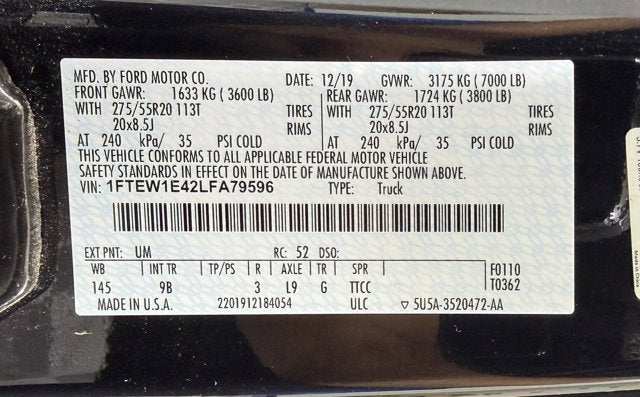 MFD. BY FORD MOTOR CO. DATE: 12/19 GVWR: 3175 KG ( 7000 LB)
FRONT GAWR: 1633 KG ( 3600 LB) REAR GAWR: 1724 KG ( 3800 LB)
WITH 275/55R20 113T TIRES WITH 275/55R20 113T TIRES
20x8.5J RIMS 20x8.5J RIMS
AT 240 kPa/ 35 PSI COLD AT 240 kPa/ 35 PSI COLD
THIS VEHICLE CONFORMS TO ALL APPLICABLE FEDERAL MOTOR VEHICLE
SAFETY STANDARDS IN EFFECT ON THE DATE OF MANUFACTURE SHOWN ABOVE.
VIN: 1FTEW1E42LFA79596 TYPE: Truck
EXT PNT: UM RC: 52 DSO:
WB INT TR TP/PS R AXLE TR SPR F0110
145 9B 3 L9 G TTCC T0362
MADE IN U.S.A. 2201912184054 ULC ▽ 5U5A-3520472-AA
Made in China